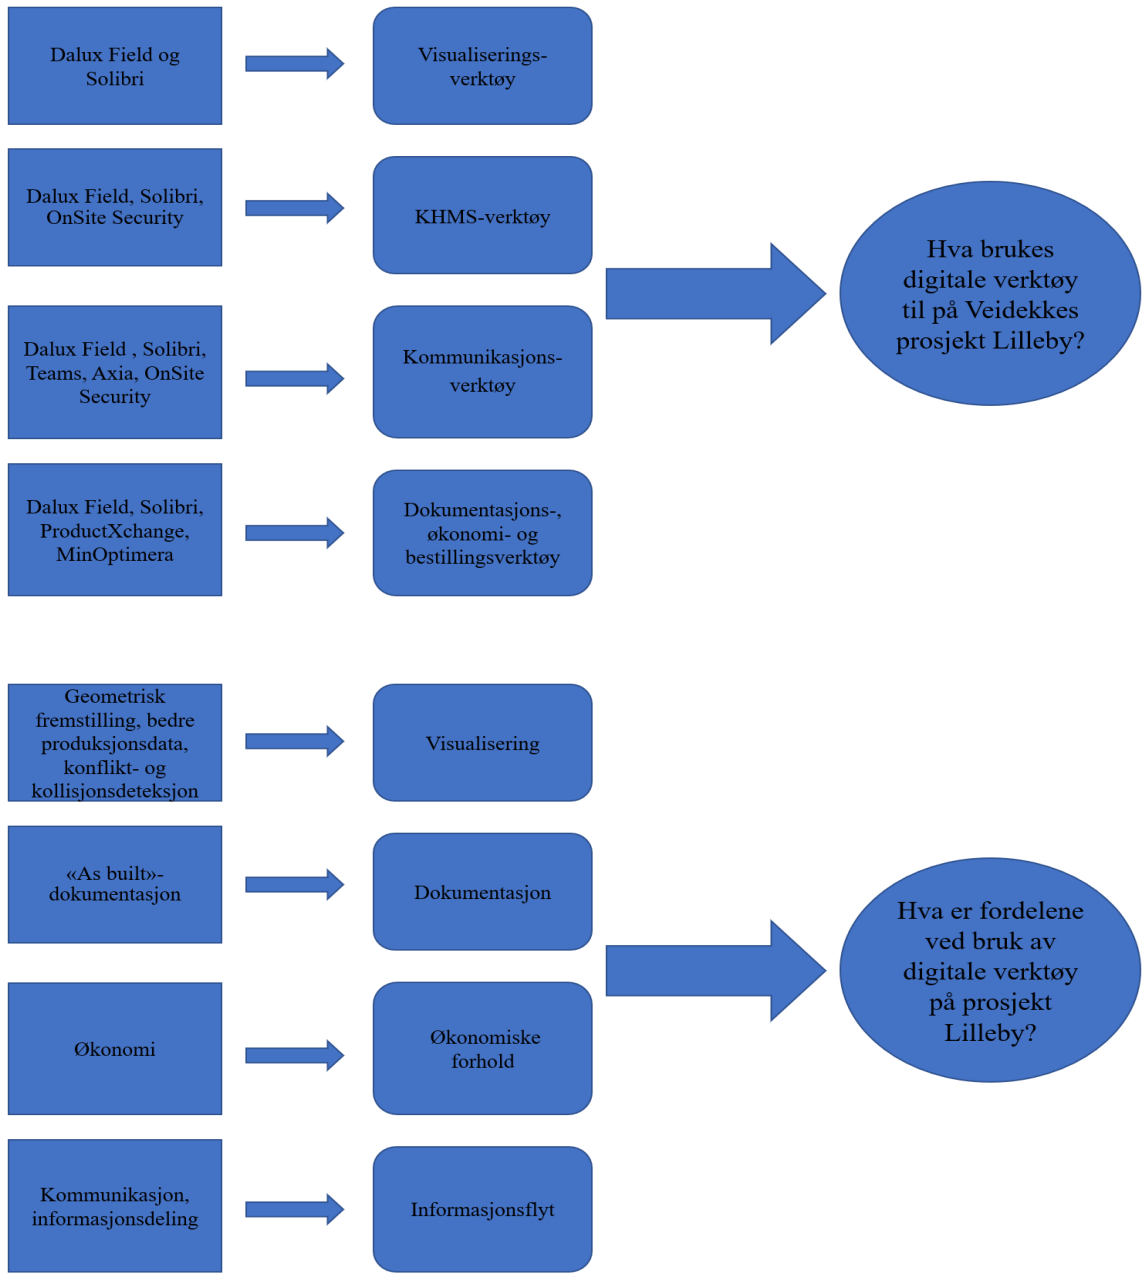 Dalux Field og
Solibri
Visualiserings-
verktøy
Dalux Field, Solibri,
OnSite Security
KHMS-verktøy
Dalux Field , Solibri,
Teams, Axia, OnSite
Security
Kommunikasjons-
verktøy
Dalux Field, Solibri,
ProductXchange,
MinOptimera
Dokumentasjons-,
økonomi- og
bestillingsverktøy
Hva brukes
digitale verktøy
til på Veidekkes
prosjekt Lilleby?
Geometrisk
fremstilling, bedre
produksjonsdata,
konflikt- og
kollisjonsdeteksjon
Visualisering
«As built»-
dokumentasjon
Dokumentasjon
Økonomi
Økonomiske
forhold
Kommunikasjon,
informasjonsdeling
Informasjonsflyt
Hva er fordelene
ved bruk av
digitale verktøy
på prosjekt
Lilleby?